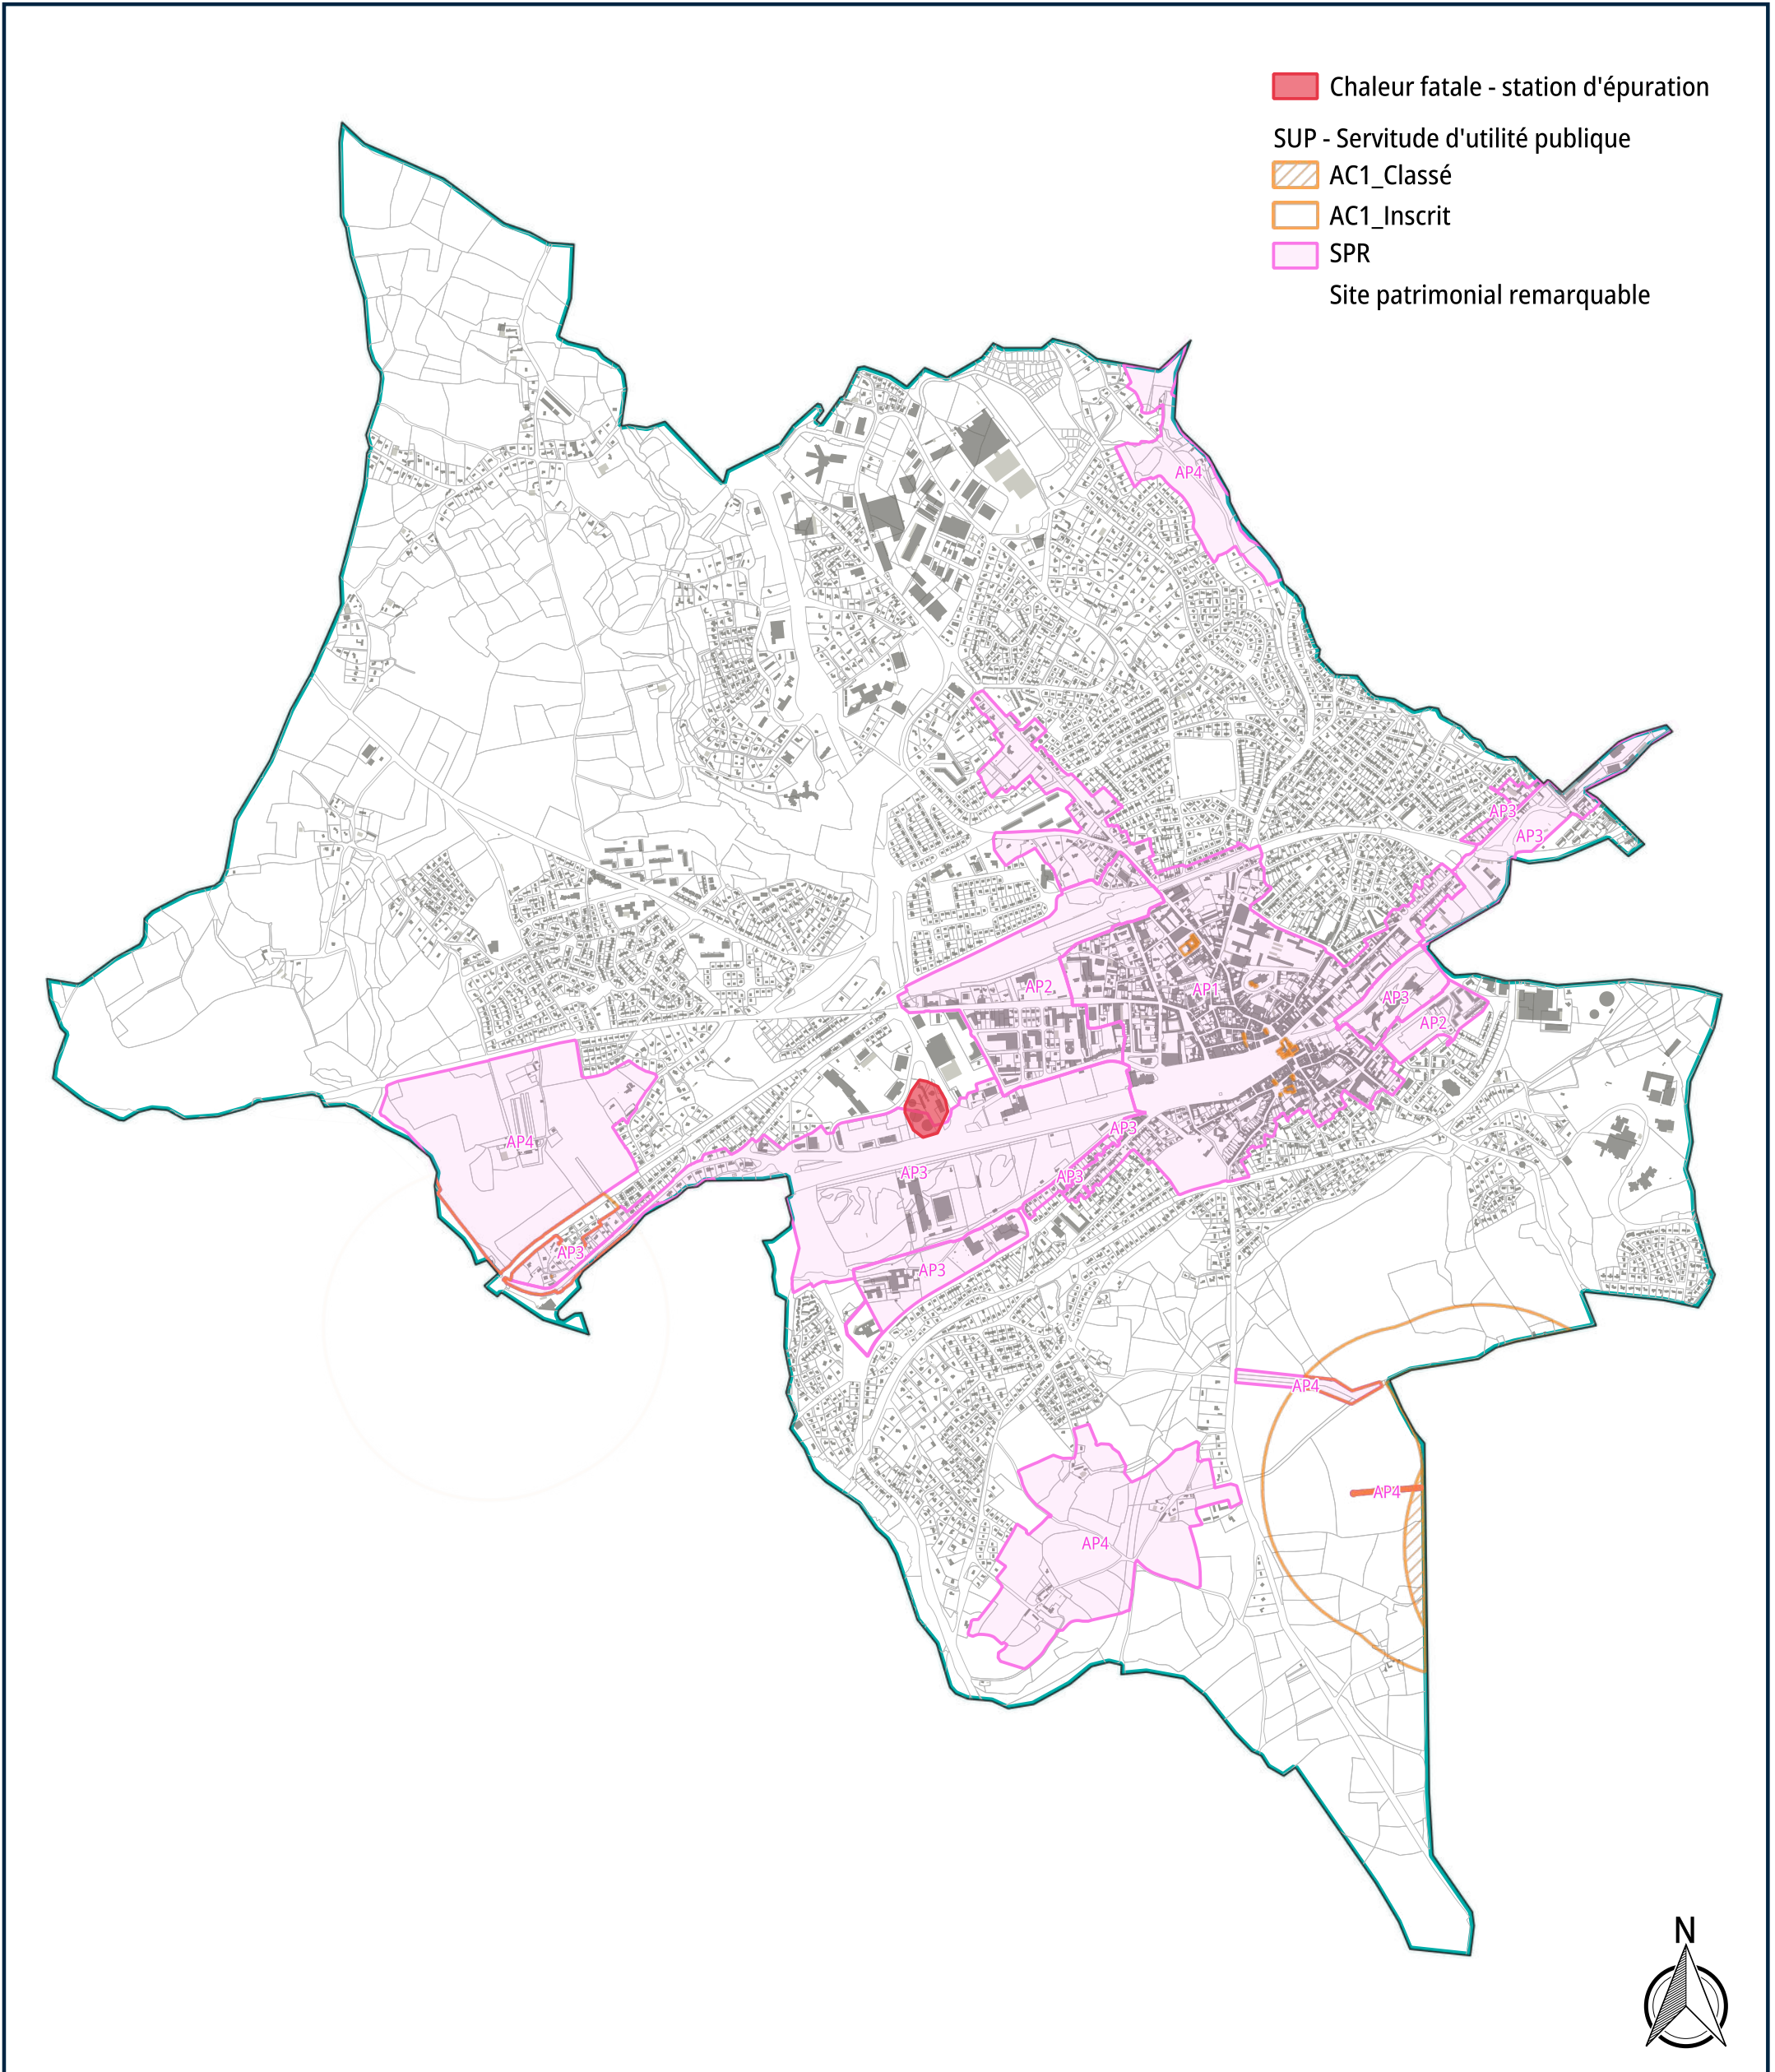 Chaleur fatale - station d'épuration
SUP - Servitude d'utilité publique
AC1_Classé
AC1_Inscrit
SPR
Site patrimonial remarquable
AP4
AP3
AP3
AP2
AP1
AP3
AP2
AP4
AP3
AP3
AP3
AP3
AP3
AP4
AP4
AP4
N